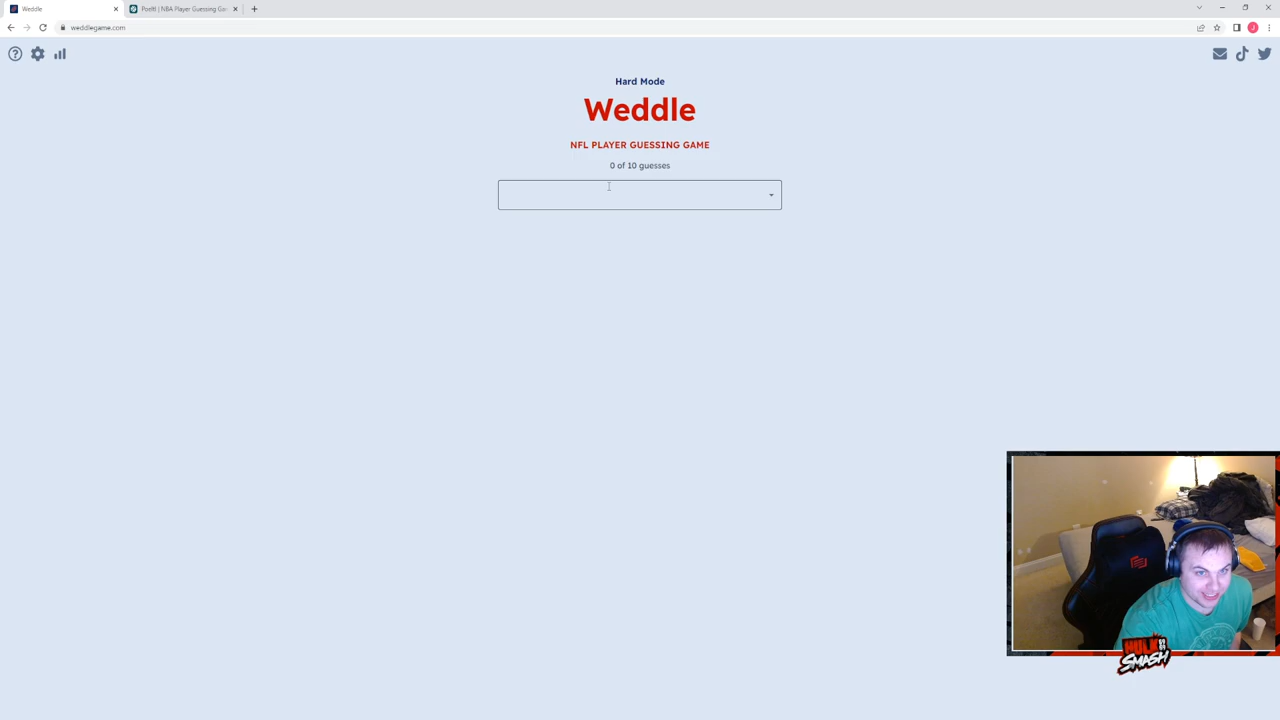 Weddle
Poeltl | NBA Player Guessing Ga
weddlegame.com
Hard Mode
Weddle
NFL PLAYER GUESSING GAME
0 of 10 guesses
HULK
SMASH